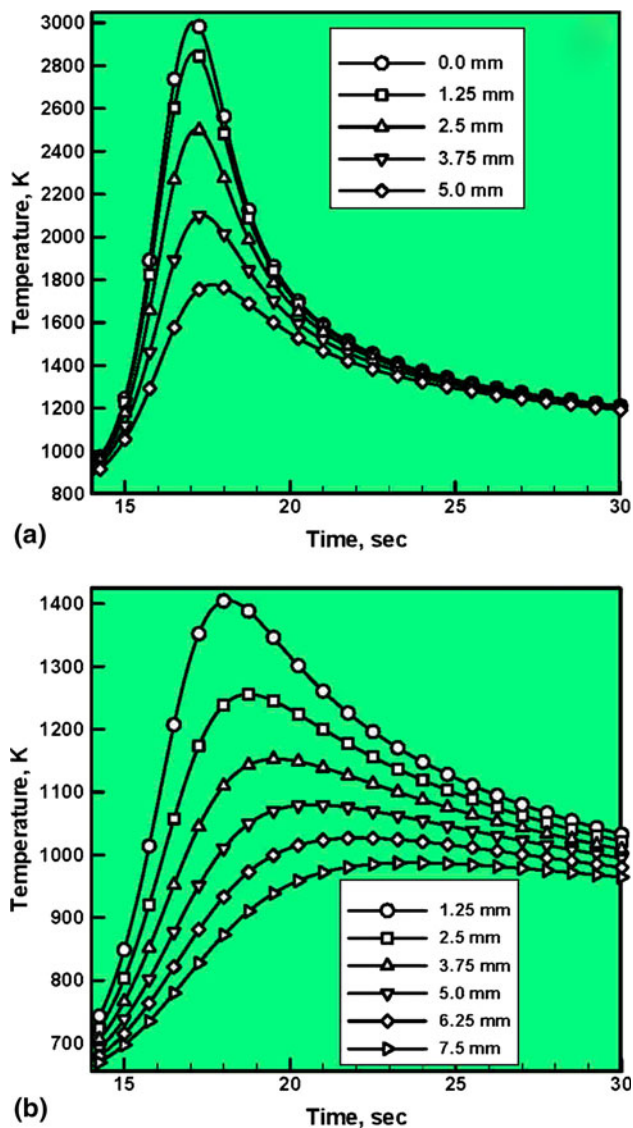 3000
2800
2600
2400
2200
2000
1800
1600
1400
1200
1000
800
Temperature, K
0.0 mm
1.25 mm
2.5 mm
3.75 mm
5.0 mm
15 20 25 30
(a)
Time, sec
1400
1300
1200
1100
1000
900
800
700
Temperature, K
1.25 mm
2.5 mm
3.75 mm
5.0 mm
6.25 mm
7.5 mm
15 20 25 30
(b)
Time, sec